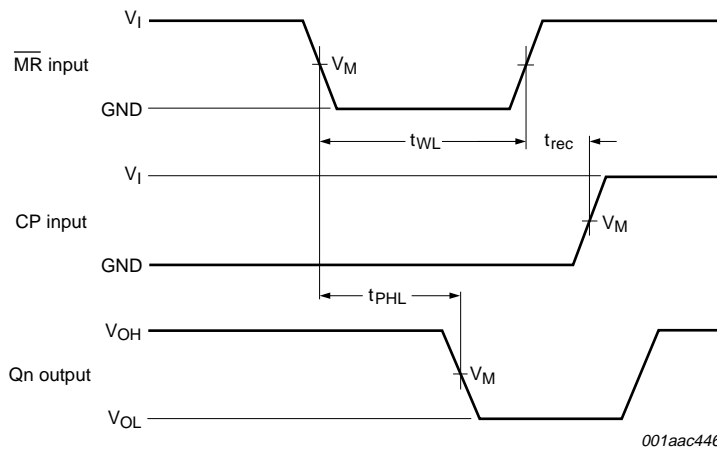 VI
MR input
VM
GND
tWL
trec
VI
CP input
VM
GND
tPHL
VOH
Qn output
VM
VOL
001aac446